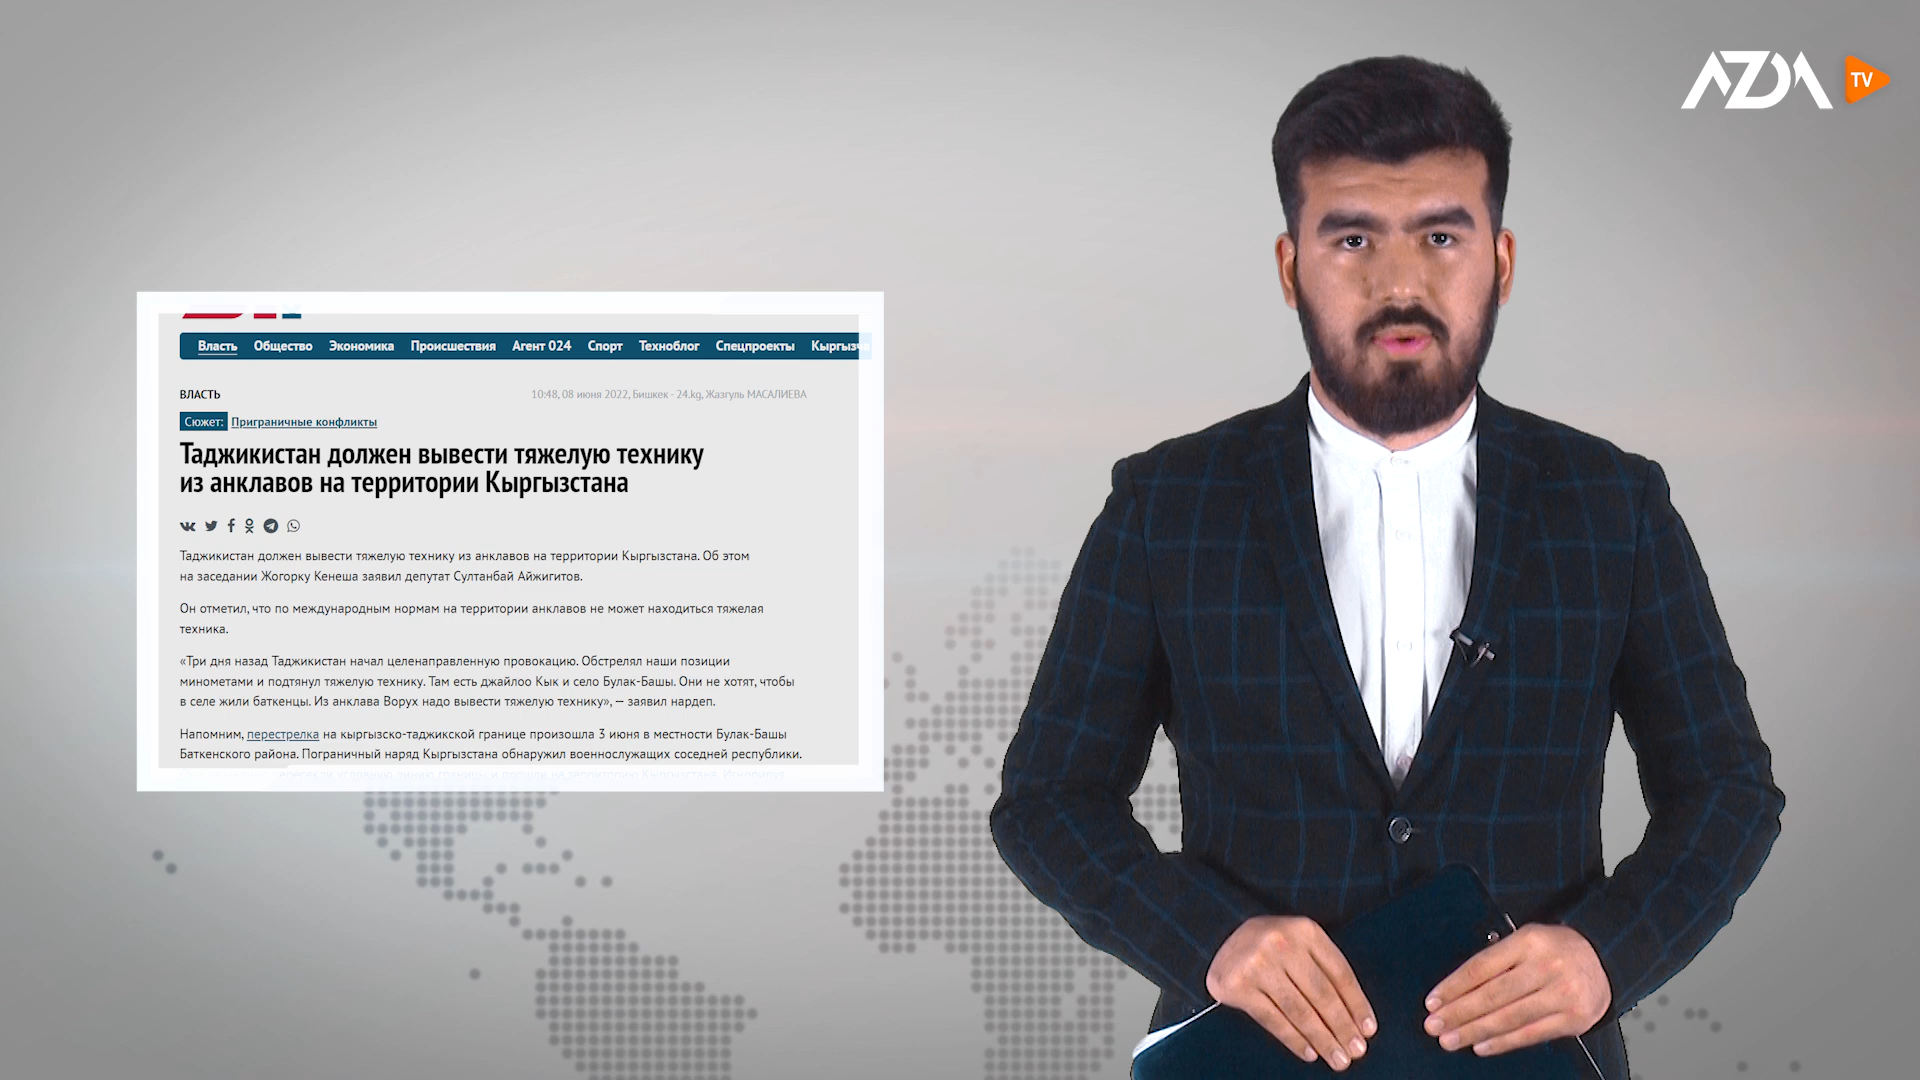 AZDA TV
Власть Общество Экономика Происшествия Агент 024 Спорт Техноблог Спецпроекты
ВЛАСТЬ
10:48, 08 июня 2022, Бишкек - 24.kg, Жазгуль МАСАЛИЕВА
Сюжет: Приграничные конфликты
Таджикистан должен вывести тяжелую технику
из анклавов на территории Кыргызстана
Таджикистан должен вывести тяжелую технику из анклавов на территории Кыргызстана. Об этом
на заседании Жогорку Кенеша заявил депутат Султанбай Айжигитов.
Он отметил, что по международным нормам на территории анклавов не может находиться тяжелая
техника.
«Три дня назад Таджикистан начал целенаправленную провокацию. Обстрелял наши позиции
минометами и подтянул тяжелую технику. Там есть джайлоо Кык и село Булак-Башы. Они не хотят, чтобы
в селе жили баткенцы. Из анклава Ворух надо вывести тяжелую технику», — заявил нардеп.
Напомним, перестрелка на кыргызско-таджикской границе произошла 3 июня в местности Булак-Башы
Баткенского района. Пограничный наряд Кыргызстана обнаружил военнослужащих соседней республики.